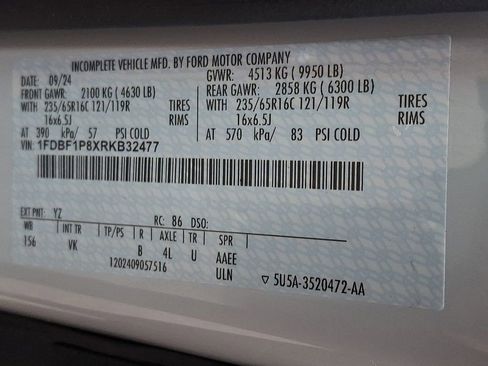 INCOMPLETE VEHICLE MFD. BY FORD MOTOR COMPANY
DATE: 09/24 GVWR: 4513 KG ( 9950 LB)
FRONT GAWR: 2100 KG ( 4630 LB) REAR GAWR: 2858 KG ( 6300 LB)
WITH 235/65R16C 121/119R TIRES WITH 235/65R16C 121/119R TIRES
16x6.5J RIMS 16x6.5J RIMS
AT 390 kPa/ 57 PSI COLD AT 570 kPa/ 83 PSI COLD
VIN: 1FDBF1P8XRKB32477
EXT PNT: YZ RC: 86 DSO:
WB INT TR TP/PS R AXLE TR SPR
156 VK B 4L U AAEE
1202409057516 ULN ▽ 5U5A-3520472-AA